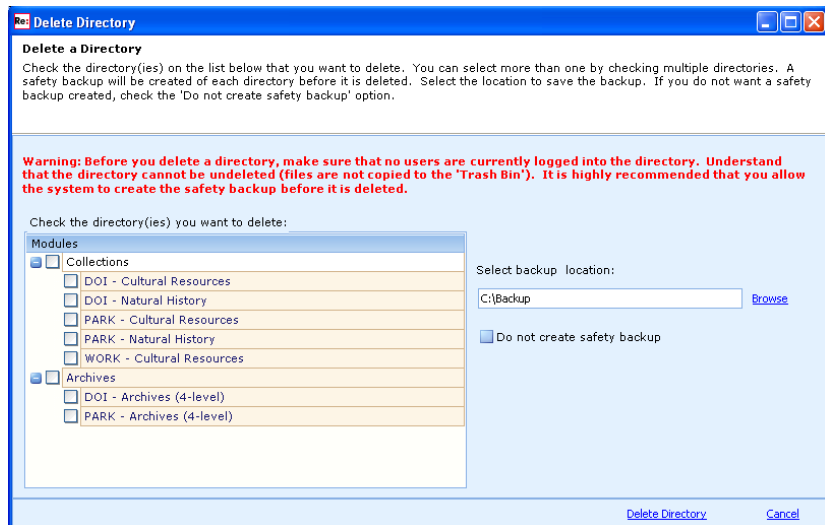 Re: Delete Directory
Delete a Directory
Check the directory(ies) on the list below that you want to delete. You can select more than one by checking multiple directories. A
safety backup will be created of each directory before it is deleted. Select the location to save the backup. If you do not want a safety
backup created, check the 'Do not create safety backup' option.
Warning: Before you delete a directory, make sure that no users are currently logged into the directory. Understand
that the directory cannot be undeleted (files are not copied to the 'Trash Bin'). It is highly recommended that you allow
the system to create the safety backup before it is deleted.
Check the directory(ies) you want to delete:
Modules
Collections
DOI - Cultural Resources
DOI - Natural History
PARK - Cultural Resources
PARK - Natural History
WORK - Cultural Resources
Archives
DOI - Archives (4-level)
PARK - Archives (4-level)
Select backup location:
C:\Backup Browse
Do not create safety backup
Delete Directory Cancel